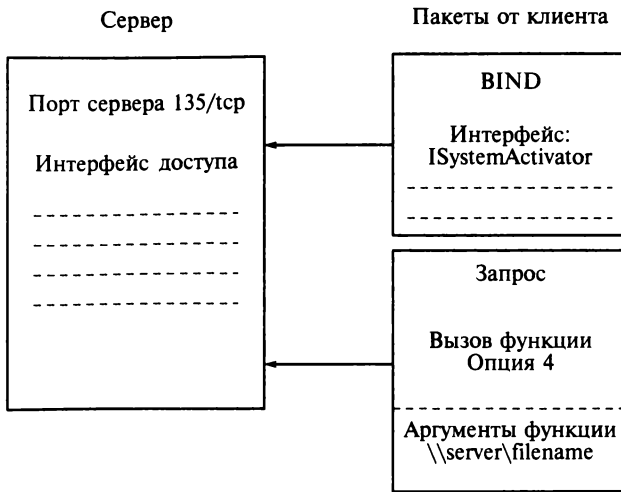 Сервер
Порт сервера 135/tcp
Интерфейс доступа
Пакеты от клиента
BIND
Интерфейс:
ISystemActivator
Запрос
Вызов функции
Опция 4
Аргументы функции
\\server\filename